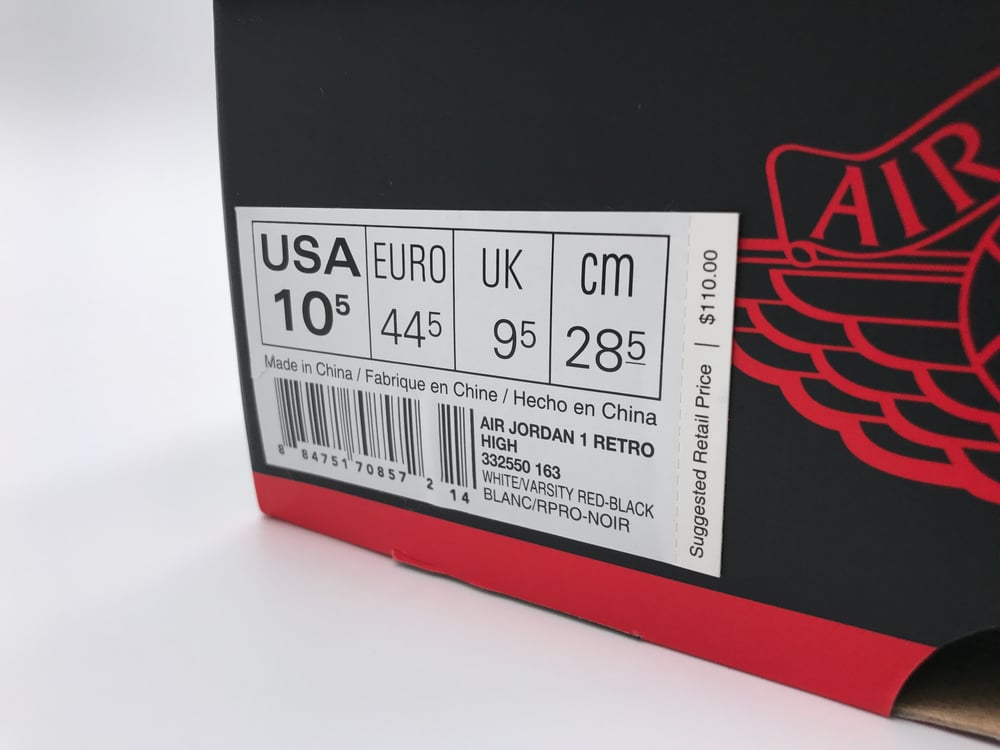 USA EURO UK cm
10⁵ 44⁵ 9⁵ 28⁵
Made in China / Fabrique en Chine / Hecho en China
8 84751 70857 2 14
AIR JORDAN 1 RETRO
HIGH
332550 163
WHITE/VARSITY RED-BLACK
BLANC/RPRO-NOIR
Suggested Retail Price | $110.00
AIR